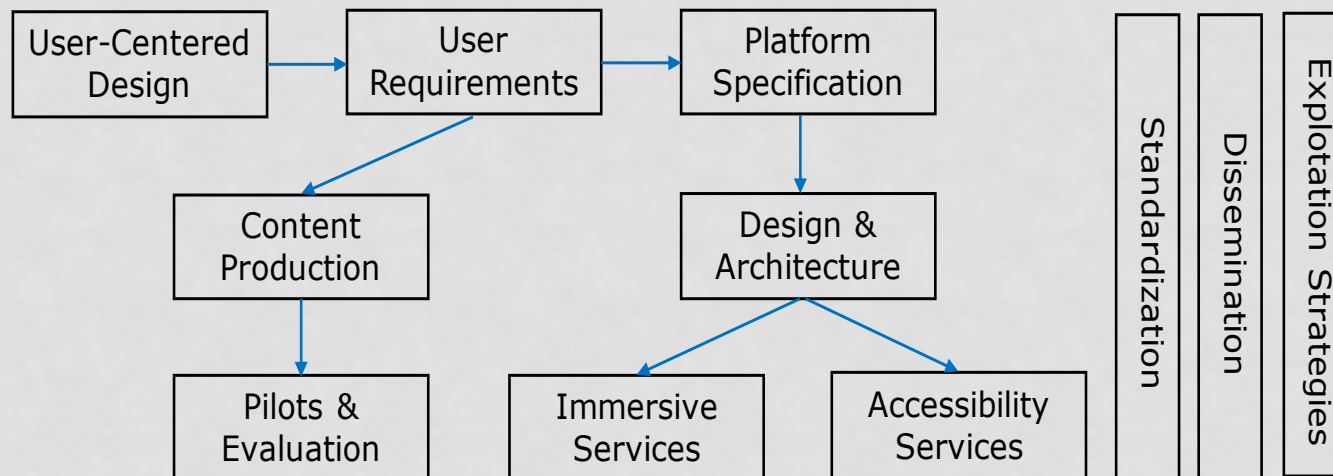 User-Centered
Design
User
Requirements
Platform
Specification
Content
Production
Design &
Architecture
Pilots &
Evaluation
Immersive
Services
Accessibility
Services
Standardization
Dissemination
Explotation Strategies